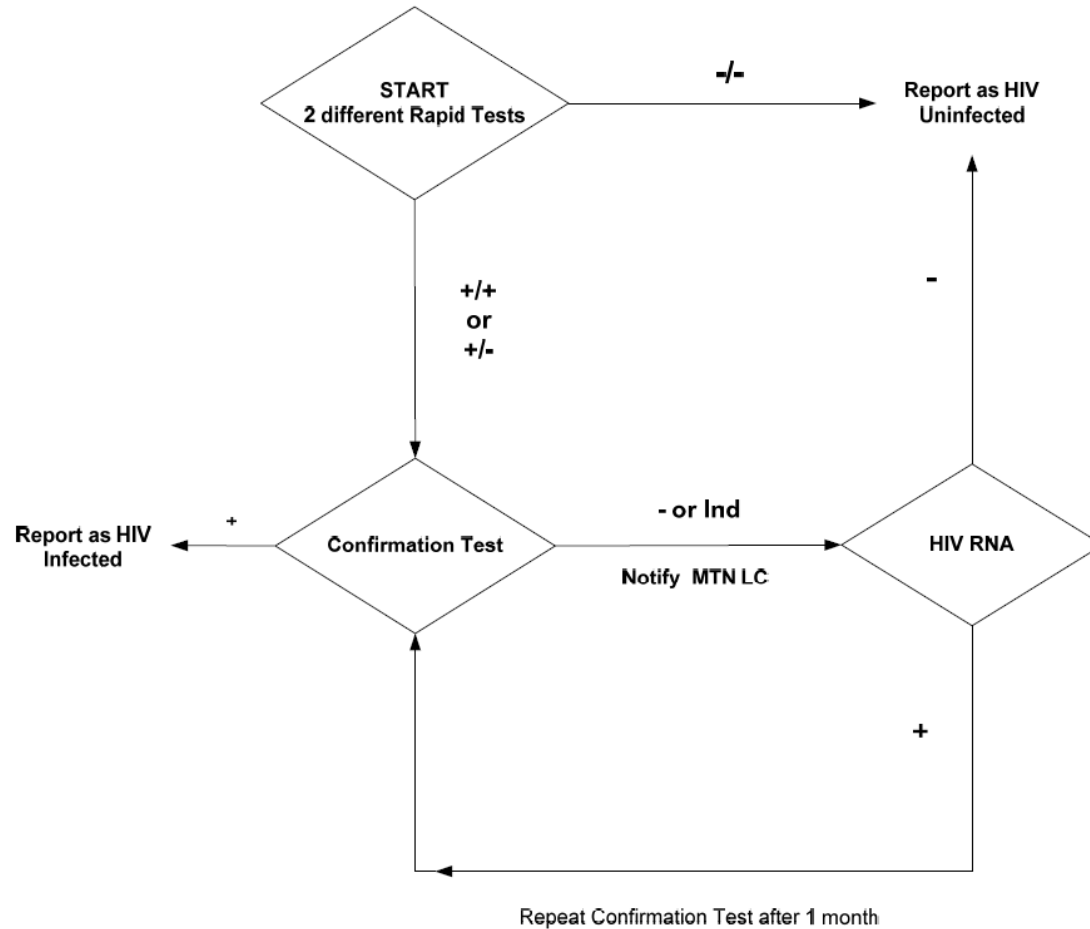 START
2 different Rapid Tests
-/-
Report as HIV
Uninfected
+/+
or
+/-
-
Report as HIV
Infected
+
Confirmation Test
- or Ind
Notify MTN LC
HIV RNA
+
Repeat Confirmation Test after 1 month